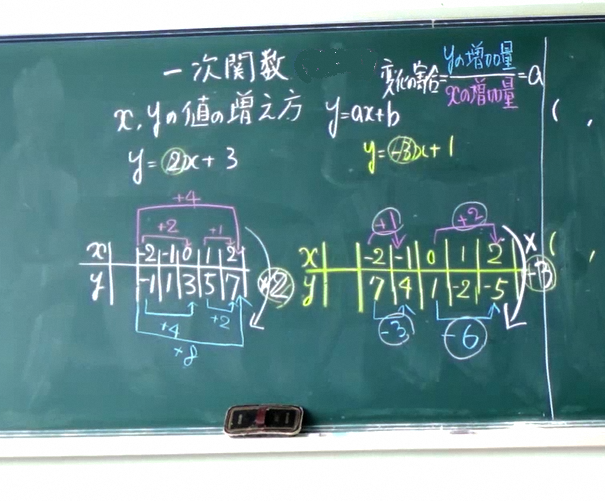 一次関数
変化の割合=yの増加量/xの増加量=a
x,yの値の増え方 y=ax+b
y=2x+3
y=-3x+1
+4
+2 +1
x -2 -1 0 1 2
y -1 1 3 5 7
×2
+4 +2
+8
+1 +2
x -2 -1 0 1 2
y 7 4 1 -2 -5
×-3
-3 -6
( ,
( ,